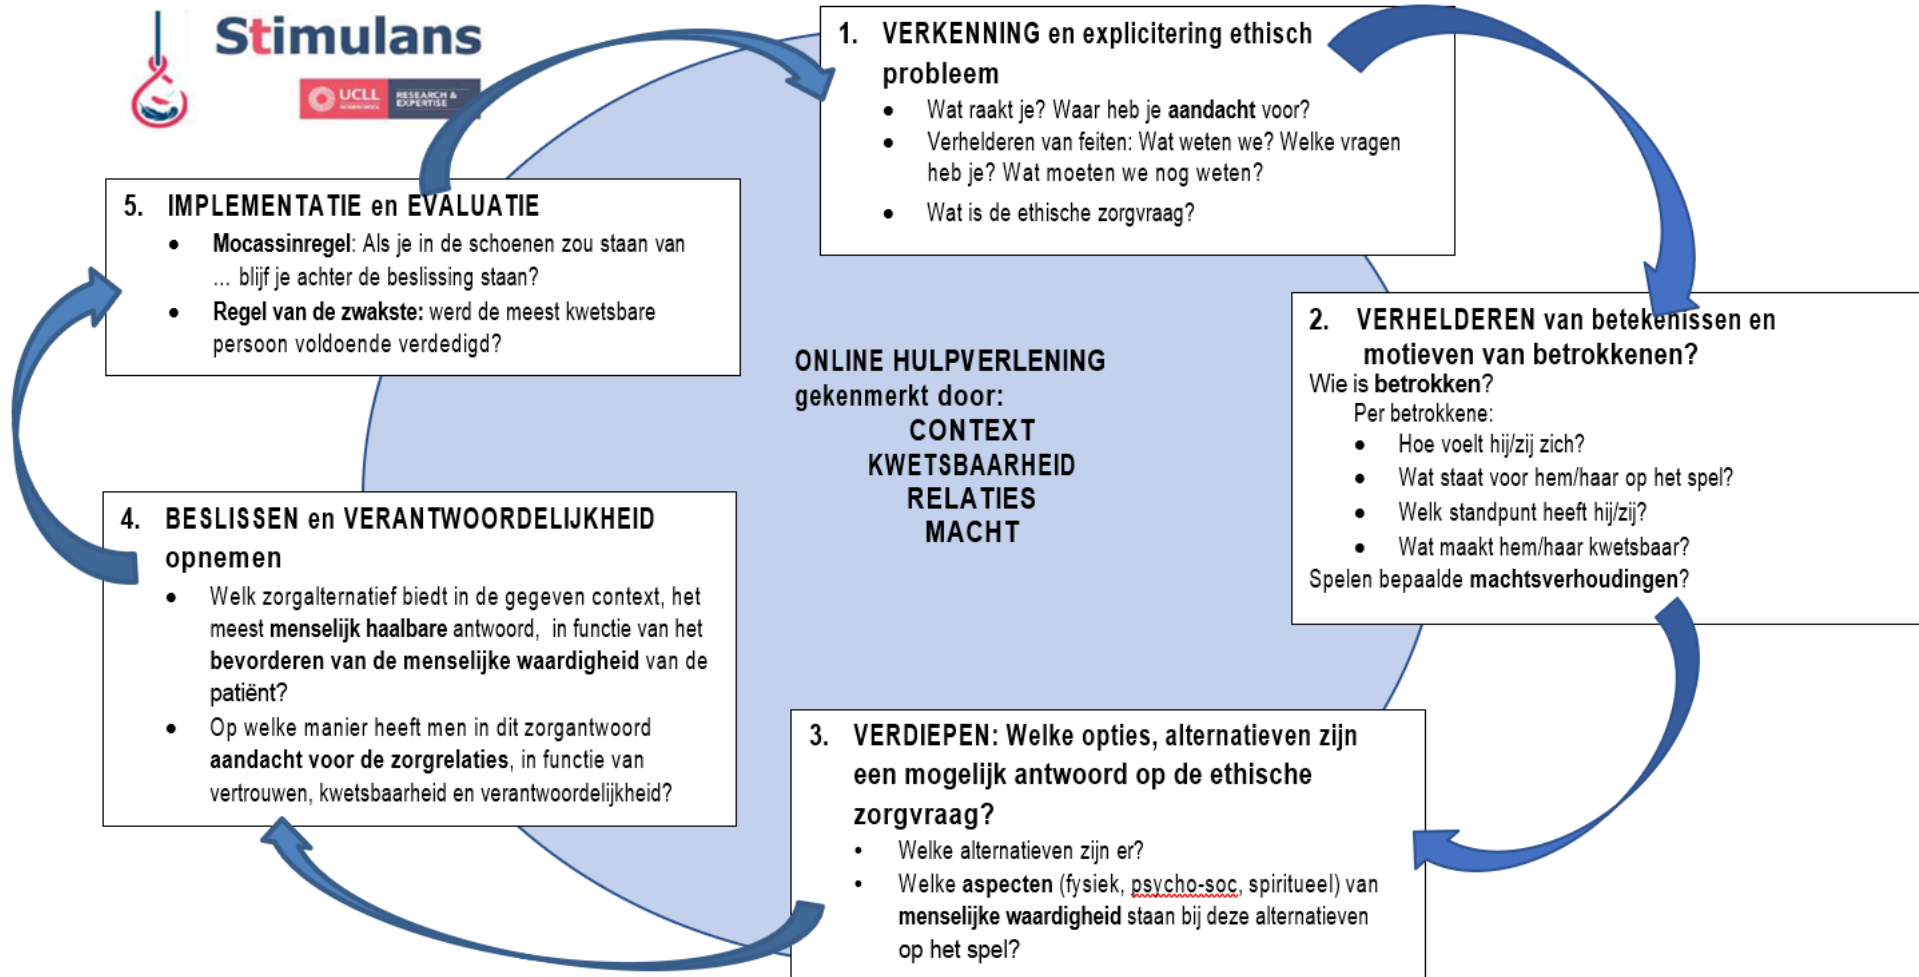 Stimulans
UCLL
HOGESCHOOL
RESEARCH &
EXPERTISE
1. VERKENNING en explicitering ethisch
probleem
• Wat raakt je? Waar heb je aandacht voor?
• Verhelderen van feiten: Wat weten we? Welke vragen
heb je? Wat moeten we nog weten?
• Wat is de ethische zorgvraag?
2. VERHELDEREN van betekenissen en
motieven van betrokkenen?
Wie is betrokken?
Per betrokkene:
• Hoe voelt hij/zij zich?
• Wat staat voor hem/haar op het spel?
• Welk standpunt heeft hij/zij?
• Wat maakt hem/haar kwetsbaar?
Spelen bepaalde machtsverhoudingen?
3. VERDIEPEN: Welke opties, alternatieven zijn
een mogelijk antwoord op de ethische
zorgvraag?
• Welke alternatieven zijn er?
• Welke aspecten (fysiek, psycho-soc, spiritueel) van
menselijke waardigheid staan bij deze alternatieven
op het spel?
4. BESLISSEN en VERANTWOORDELIJKHEID
opnemen
• Welk zorgalternatief biedt in de gegeven context, het
meest menselijk haalbare antwoord, in functie van het
bevorderen van de menselijke waardigheid van de
patiënt?
• Op welke manier heeft men in dit zorgantwoord
aandacht voor de zorgrelaties, in functie van
vertrouwen, kwetsbaarheid en verantwoordelijkheid?
5. IMPLEMENTATIE en EVALUATIE
• Mocassinregel: Als je in de schoenen zou staan van
... blijf je achter de beslissing staan?
• Regel van de zwakste: werd de meest kwetsbare
persoon voldoende verdedigd?
ONLINE HULPVERLENING
gekenmerkt door:
CONTEXT
KWETSBAARHEID
RELATIES
MACHT